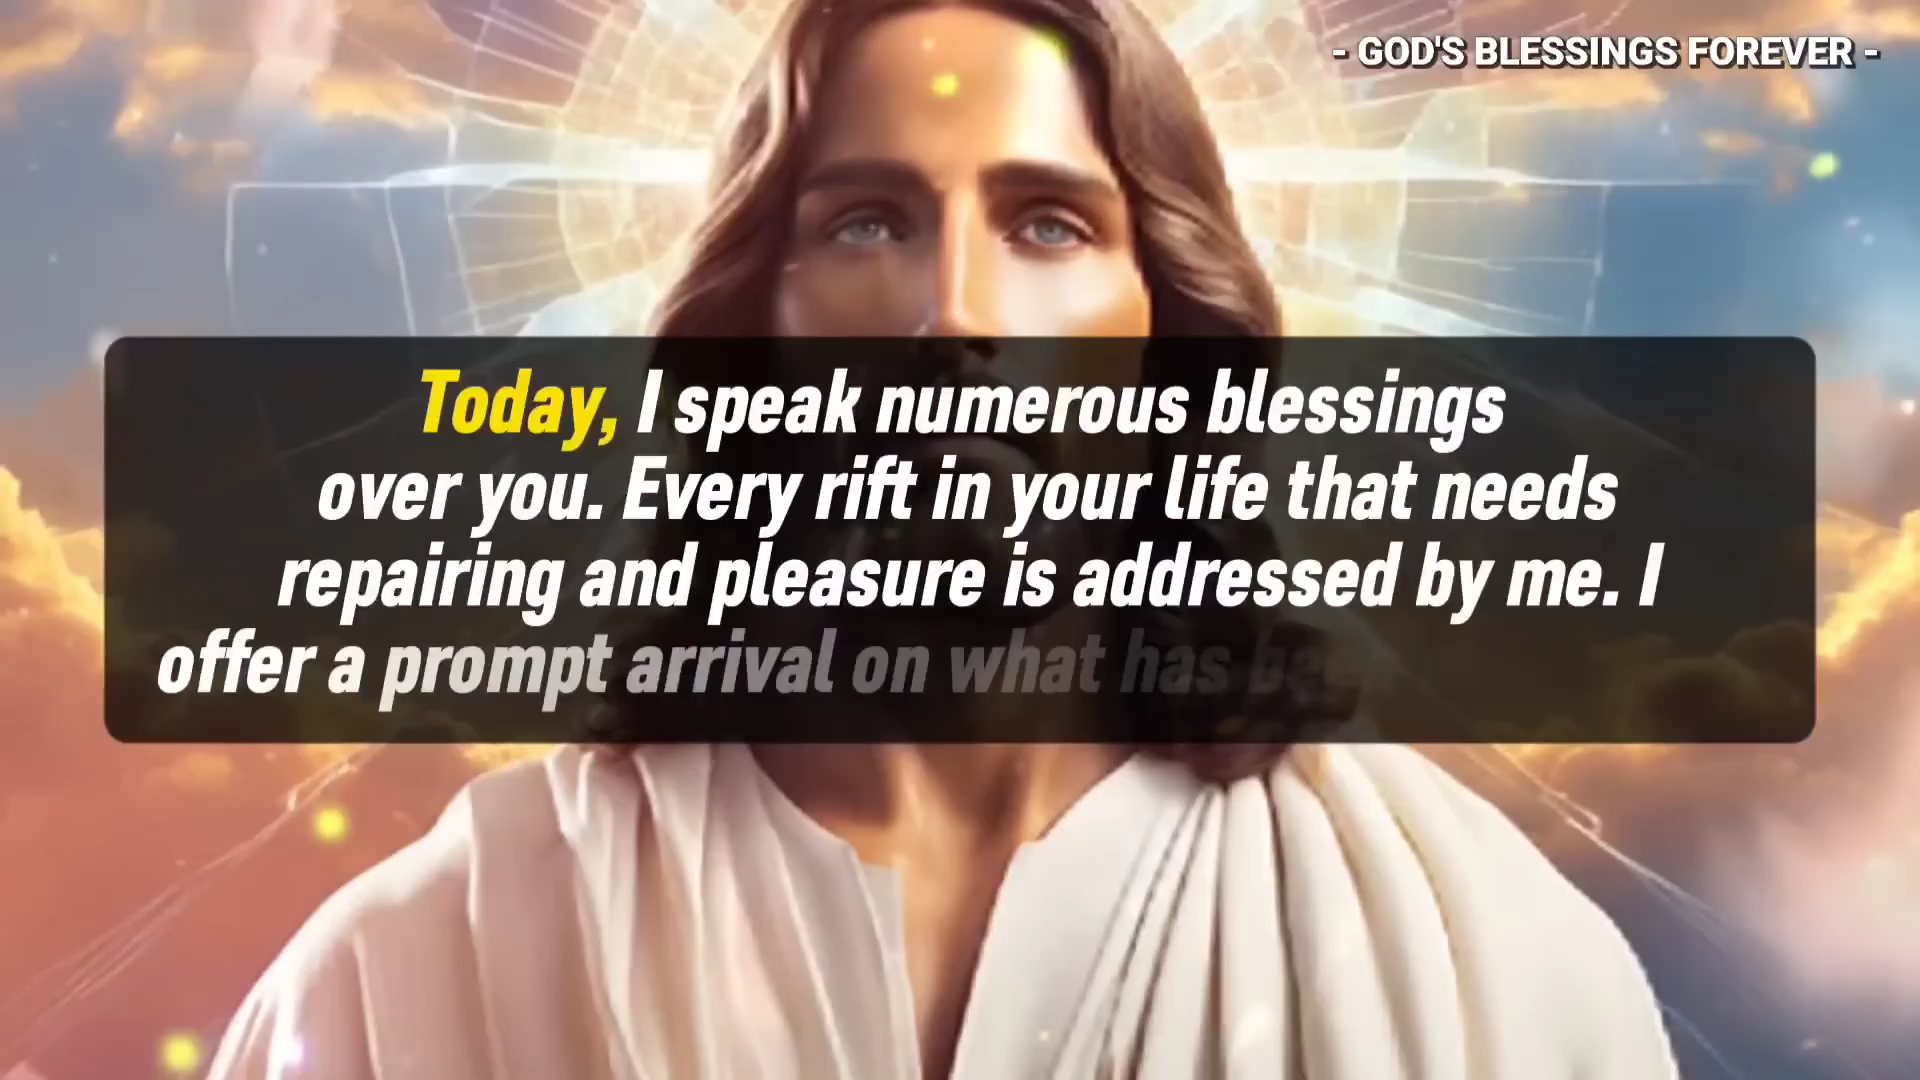 - GOD'S BLESSINGS FOREVER -
Today, I speak numerous blessings
over you. Every rift in your life that needs
repairing and pleasure is addressed by me. I
offer a prompt arrival on what has been